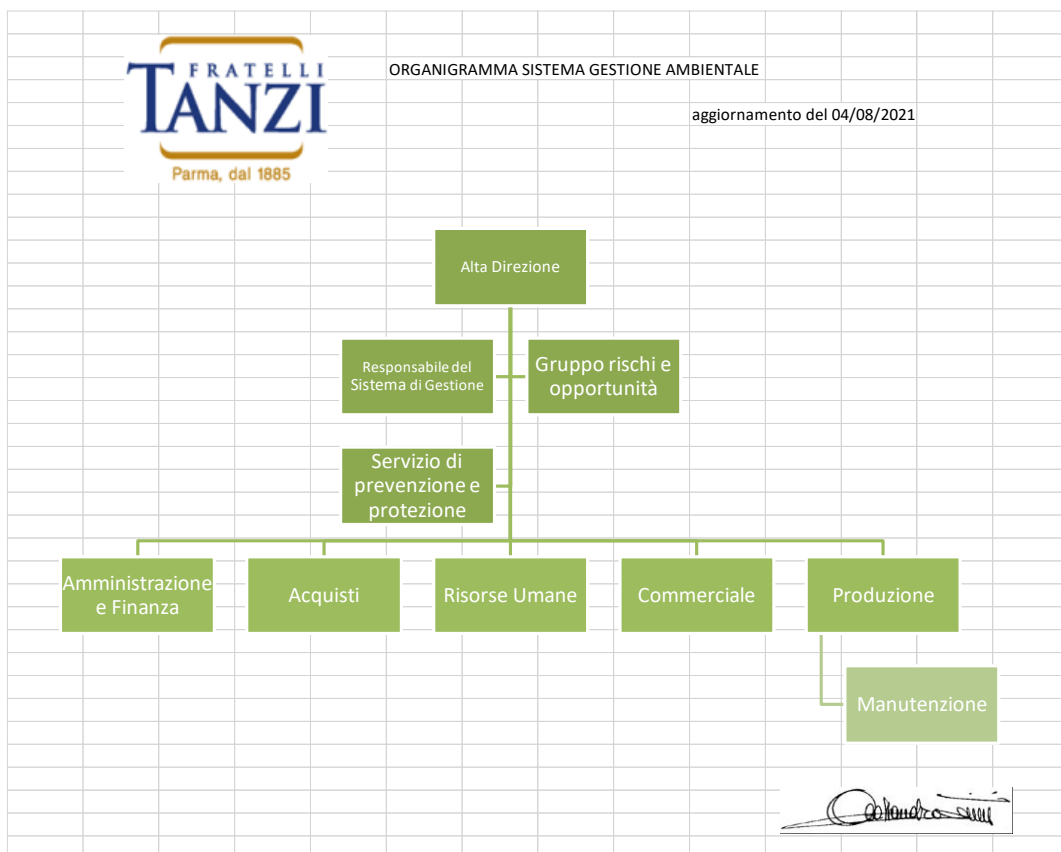 FRATELLI
TANZI
Parma, dal 1885
ORGANIGRAMMA SISTEMA GESTIONE AMBIENTALE
aggiornamento del 04/08/2021
Alta Direzione
Responsabile del
Sistema di Gestione
Gruppo rischi e
opportunità
Servizio di
prevenzione e
protezione
Amministrazione
e Finanza
Acquisti
Risorse Umane
Commerciale
Produzione
Manutenzione